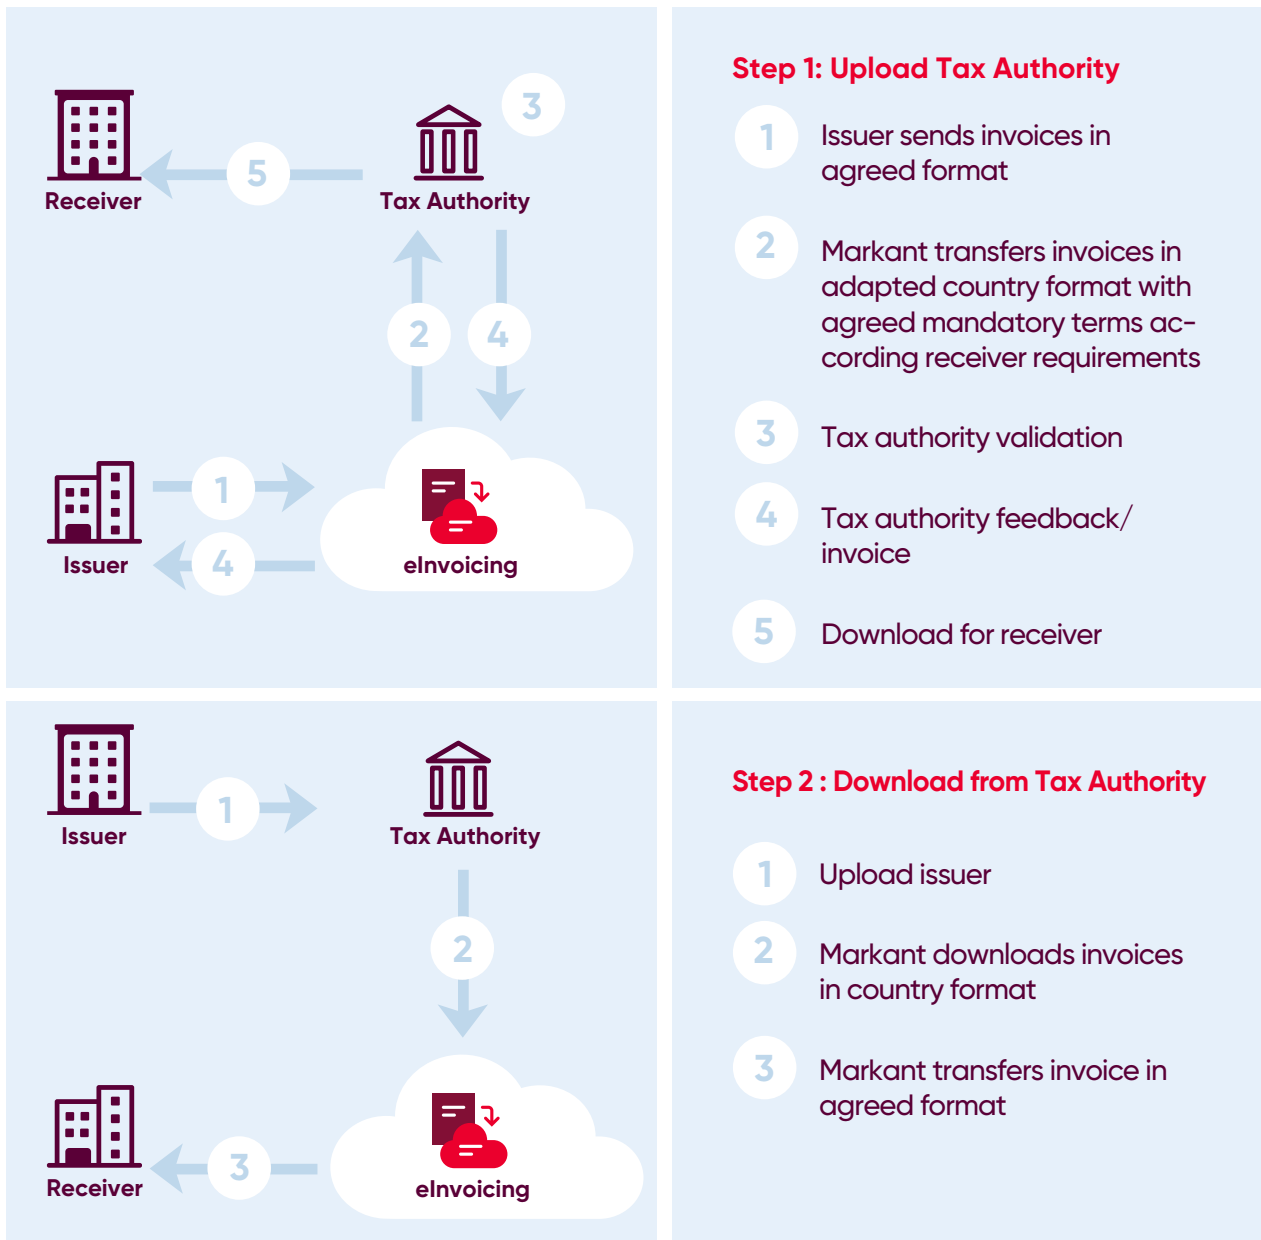 3
5
Receiver
Tax Authority
2
4
1
4
Issuer
eInvoicing
Step 1: Upload Tax Authority
1
Issuer sends invoices in
agreed format
2
Markant transfers invoices in
adapted country format with
agreed mandatory terms ac-
cording receiver requirements
3
Tax authority validation
4
Tax authority feedback/
invoice
5
Download for receiver
1
Issuer
Tax Authority
2
3
Receiver
eInvoicing
Step 2 : Download from Tax Authority
1
Upload issuer
2
Markant downloads invoices
in country format
3
Markant transfers invoice in
agreed format